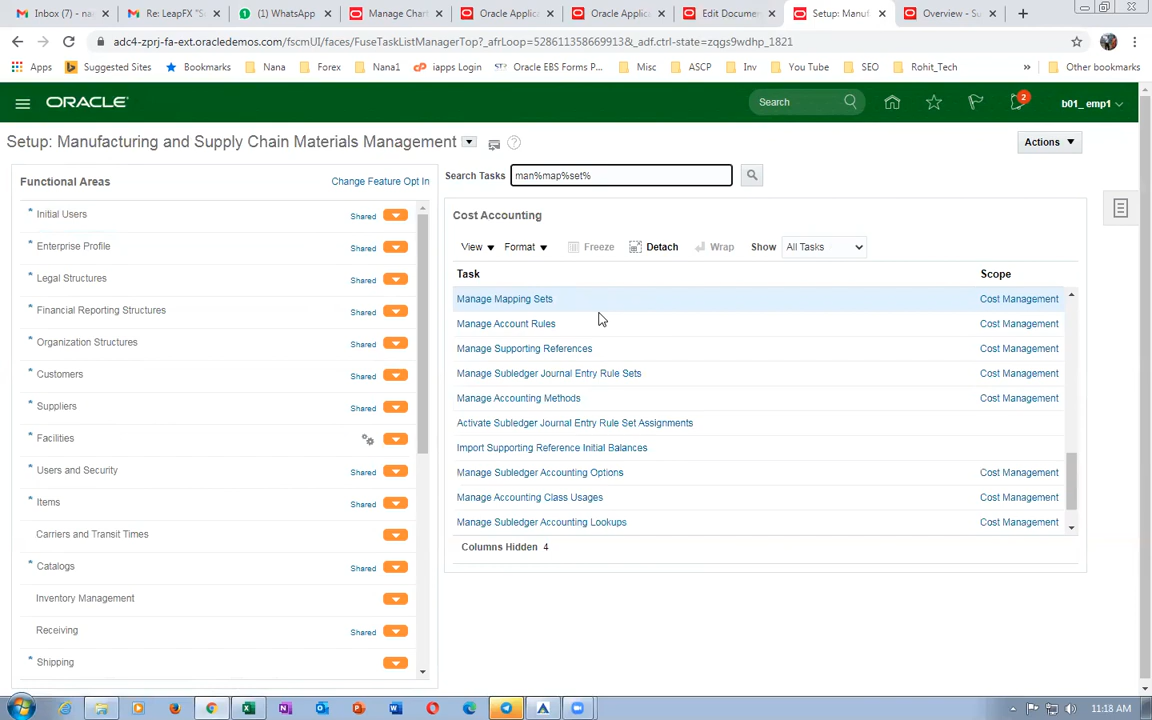 Inbox (7) - nan
Re: LeapFX "S
(1) WhatsApp
Manage Chart
Oracle Applica
Oracle Applica
Edit Documen
Setup: Manuf
Overview - Su
adc4-zprj-fa-ext.oracledemos.com/fscmUI/faces/FuseTaskListManagerTop?_afrLoop=528611358669913&_adf.ctrl-state=zqgs9wdhp_1821
Apps
Suggested Sites
Bookmarks
Nana
Forex
Nana1
iapps Login
Oracle EBS Forms P...
Misc
ASCP
Inv
You Tube
SEO
Rohit_Tech
»
Other bookmarks
ORACLE
Search
2
b01_ emp1
Setup: Manufacturing and Supply Chain Materials Management
Actions
Functional Areas
Change Feature Opt In
* Initial Users Shared
* Enterprise Profile Shared
* Legal Structures Shared
* Financial Reporting Structures Shared
* Organization Structures Shared
* Customers Shared
* Suppliers Shared
* Facilities
* Users and Security Shared
* Items Shared
Carriers and Transit Times
* Catalogs Shared
Inventory Management
Receiving Shared
* Shipping
Search Tasks man%map%set%
Cost Accounting
View Format Freeze Detach Wrap Show All Tasks
Task Scope
Manage Mapping Sets Cost Management
Manage Account Rules Cost Management
Manage Supporting References Cost Management
Manage Subledger Journal Entry Rule Sets Cost Management
Manage Accounting Methods Cost Management
Activate Subledger Journal Entry Rule Set Assignments
Import Supporting Reference Initial Balances
Manage Subledger Accounting Options Cost Management
Manage Accounting Class Usages Cost Management
Manage Subledger Accounting Lookups Cost Management
Columns Hidden 4
11:18 AM